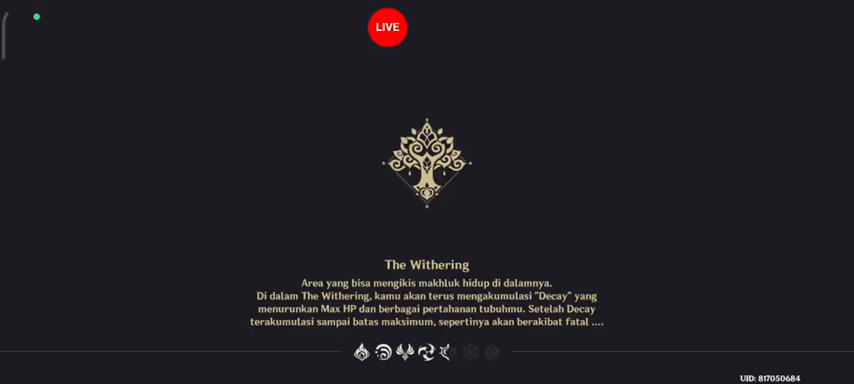 LIVE
The Withering
Area yang bisa mengikis makhluk hidup di dalamnya.
Di dalam The Withering, kamu akan terus mengakumulasi "Decay" yang
menurunkan Max HP dan berbagai pertahanan tubuhmu. Setelah Decay
terakumulasi sampai batas maksimum, sepertinya akan berakibat fatal ....
UID: 817050684